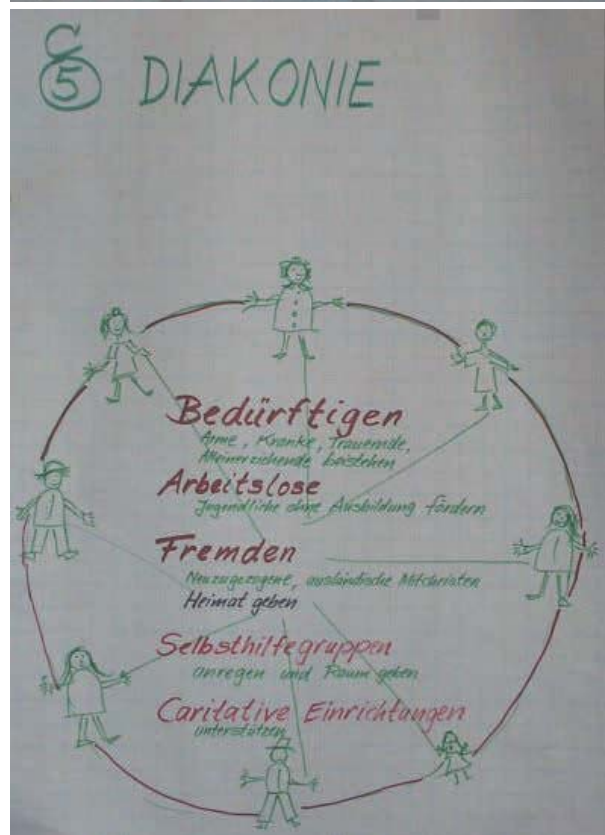 C
5 DIAKONIE
Bedürftigen
Arme, Kranke, Trauernde,
Alleinerziehende beistehen
Arbeitslose
Jugendliche ohne Ausbildung fördern
Fremden
Neuzugezogene, ausländische Mitchristen
Heimat geben
Selbsthilfegruppen
anregen und Raum geben
Caritative Einrichtungen
unterstützen